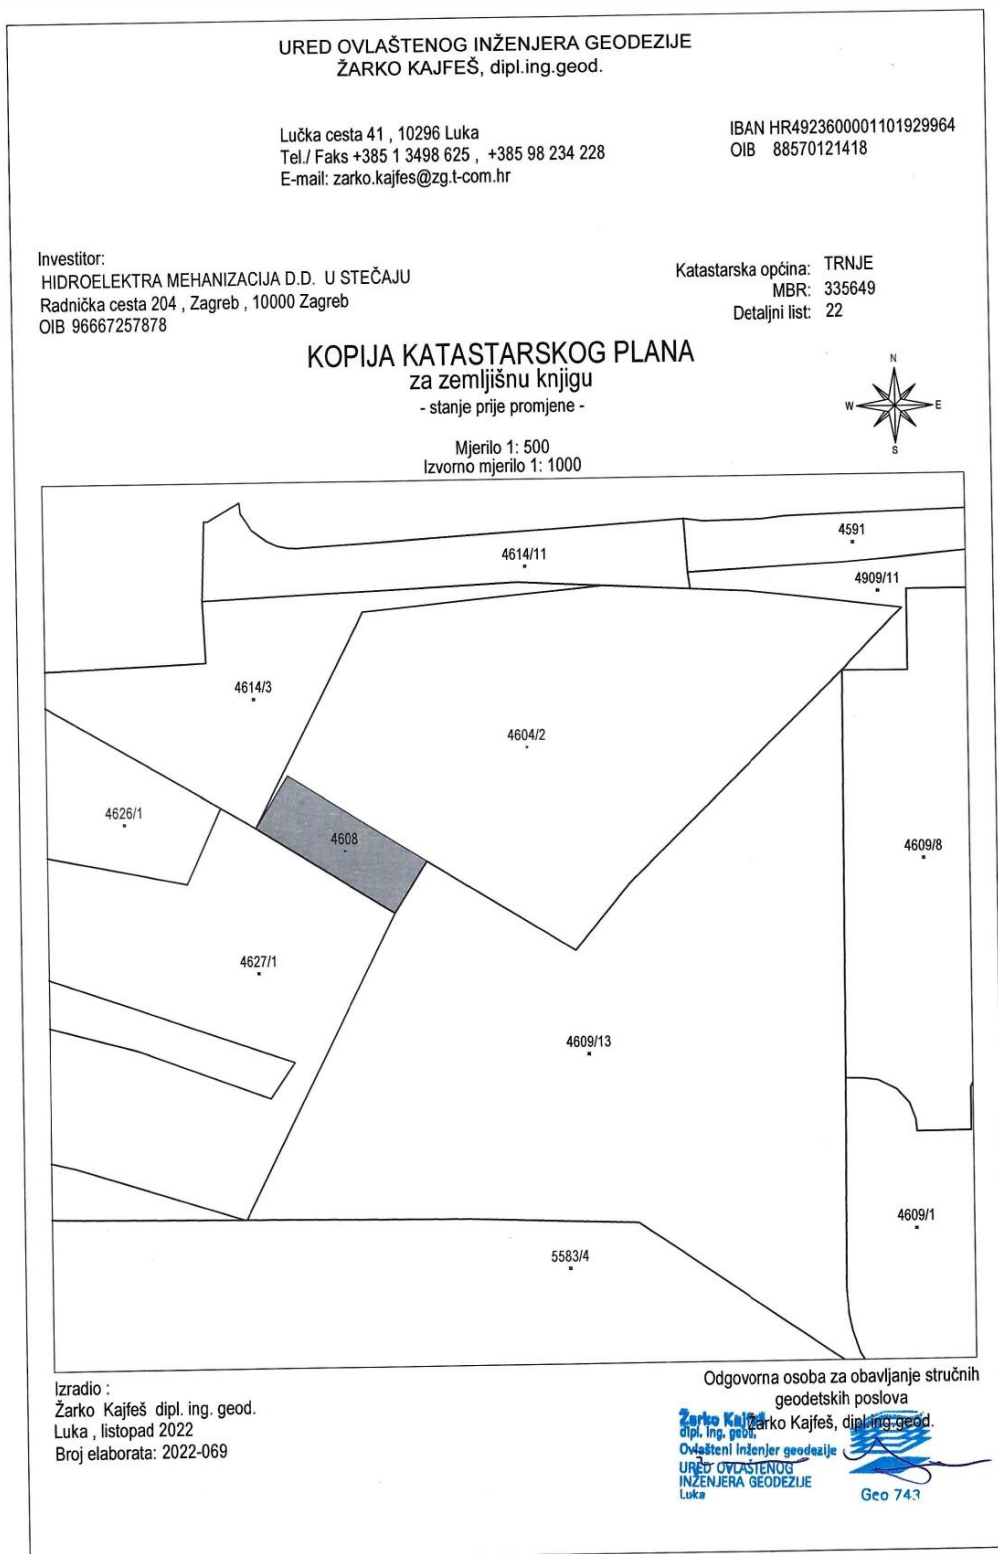 URED OVLAŠTENOG INŽENJERA GEODEZIJE
ŽARKO KAJFEŠ, dipl.ing.geod.
Lučka cesta 41 , 10296 Luka
Tel./ Faks +385 1 3498 625 , +385 98 234 228
E-mail: zarko.kajfes@zg.t-com.hr
IBAN HR4923600001101929964
OIB 88570121418
Investitor:
HIDROELEKTRA MEHANIZACIJA D.D. U STEČAJU
Radnička cesta 204 , Zagreb , 10000 Zagreb
OIB 96667257878
Katastarska općina: TRNJE
MBR: 335649
Detaljni list: 22
KOPIJA KATASTARSKOG PLANA
za zemljišnu knjigu
- stanje prije promjene -
Mjerilo 1: 500
Izvorno mjerilo 1: 1000
N
W E
S
4591
4614/11
4909/11
4614/3
4604/2
4626/1
4608
4609/8
4627/1
4609/13
4609/1
5583/4
Izradio :
Žarko Kajfeš dipl. ing. geod.
Luka , listopad 2022
Broj elaborata: 2022-069
Odgovorna osoba za obavljanje stručnih
geodetskih poslova
Žarko Kajfeš, dipl.ing.geod.
Žarko Kajfeš
dipl. ing. geod.
Ovlašteni inženjer geodezije
URED OVLAŠTENOG
INŽENJERA GEODEZIJE
Luka
Geo 743